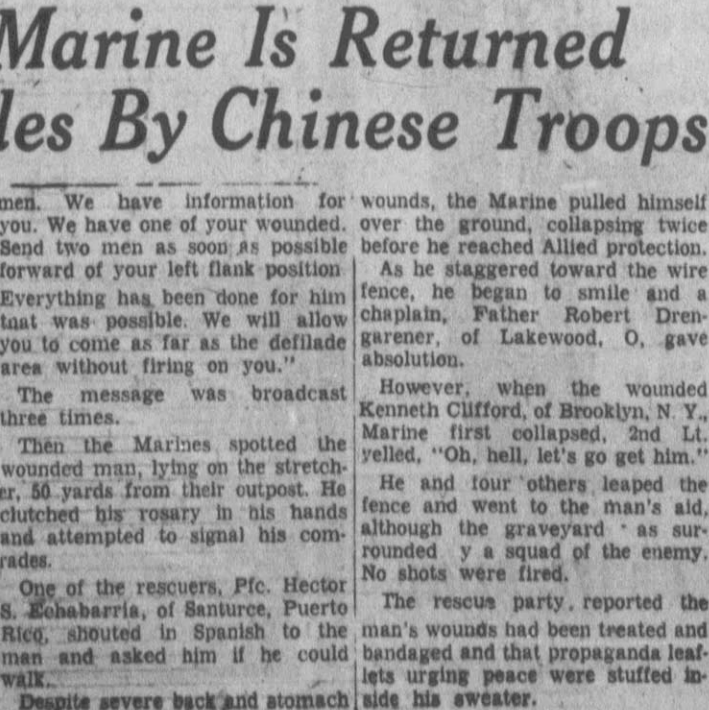 Marine Is Returned
les By Chinese Troops
men. We have information for
you. We have one of your wounded.
Send two men as soon as possible
forward of your left flank position
Everything has been done for him
tnat was possible. We will allow
you to come as far as the defilade
area without firing on you."
The message was broadcast
three times.
Then the Marines spotted the
wounded man, lying on the stretch-
er, 50 yards from their outpost. He
clutched his rosary in his hands
and attempted to signal his com-
rades.
One of the rescuers, Pfc. Hector
S. Echabarria, of Santurce, Puerto
Rico, shouted in Spanish to the
man and asked him if he could
walk.
Despite severe back and stomach
wounds, the Marine pulled himself
over the ground, collapsing twice
before he reached Allied protection.
As he staggered toward the wire
fence, he began to smile and a
chaplain, Father Robert Dren-
garener, of Lakewood, O, gave
absolution.
However, when the wounded
Kenneth Clifford, of Brooklyn, N. Y.,
Marine first collapsed, 2nd Lt.
yelled, "Oh, hell, let's go get him."
He and four others leaped the
fence and went to the man's aid,
although the graveyard as sur-
rounded y a squad of the enemy.
No shots were fired.
The rescue party reported the
man's wounds had been treated and
bandaged and that propaganda leaf-
lets urging peace were stuffed in-
side his sweater.